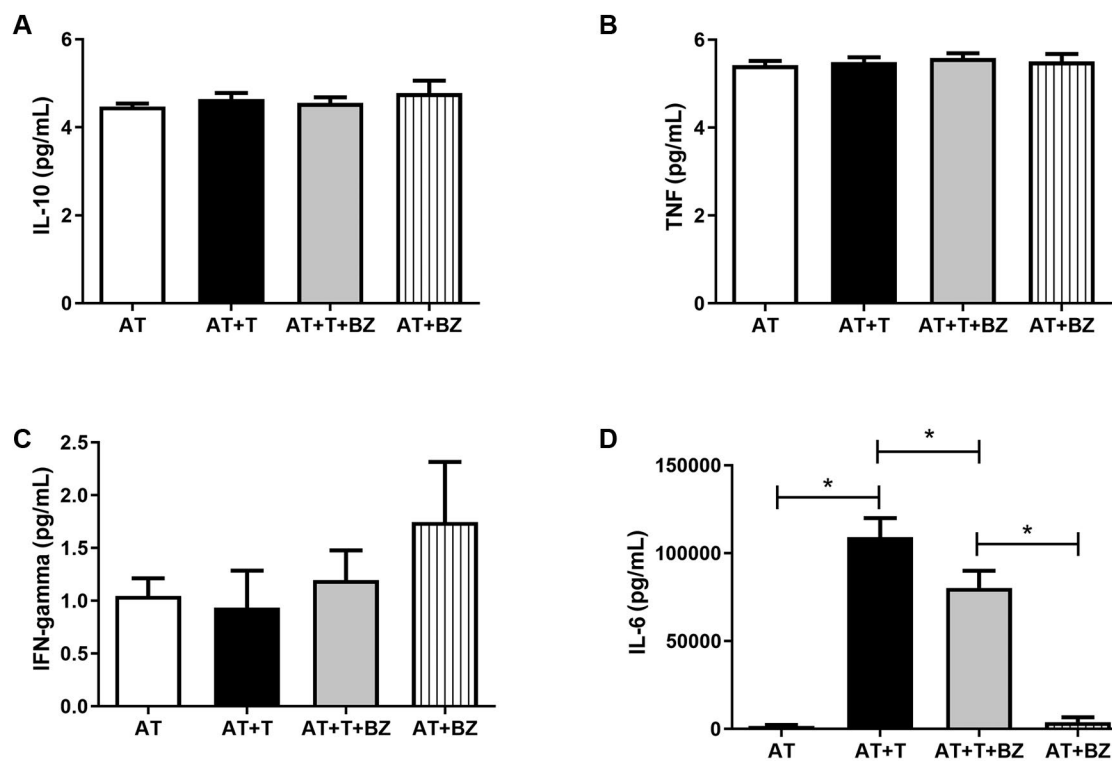 A
IL-10 (pg/mL)
6
4
2
0
AT AT+T AT+T+BZ AT+BZ
B
TNF (pg/mL)
6
4
2
0
AT AT+T AT+T+BZ AT+BZ
C
IFN-gamma (pg/mL)
2.5
2.0
1.5
1.0
0.5
0.0
AT AT+T AT+T+BZ AT+BZ
D
IL-6 (pg/mL)
150000
100000
50000
0
* * *
AT AT+T AT+T+BZ AT+BZ